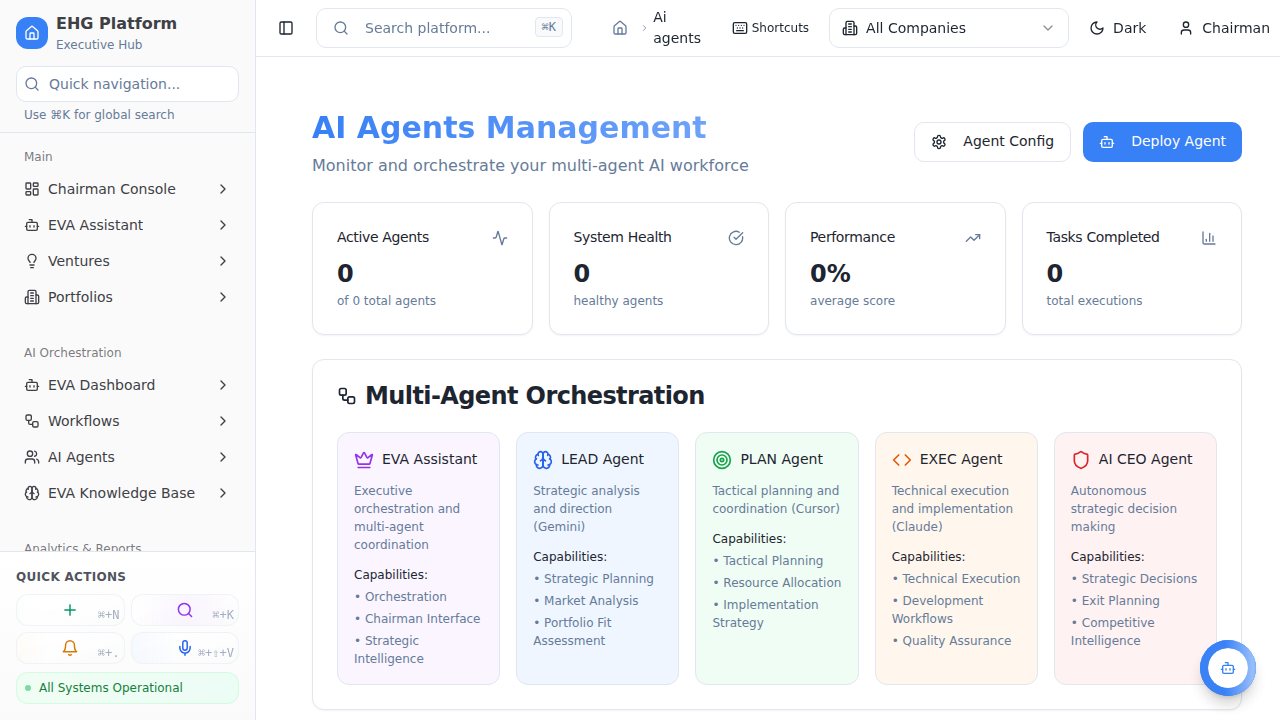 EHG Platform
Executive Hub
Quick navigation...
Use ⌘K for global search
Main
Chairman Console
EVA Assistant
Ventures
Portfolios
AI Orchestration
EVA Dashboard
Workflows
AI Agents
EVA Knowledge Base
Analytics & Reports
QUICK ACTIONS
⌘+N
⌘+K
⌘+.
⌘+⇧+V
All Systems Operational
Search platform...
⌘K
Ai
agents
Shortcuts
All Companies
Dark
Chairman
AI Agents Management
Monitor and orchestrate your multi-agent AI workforce
Agent Config
Deploy Agent
Active Agents
0
of 0 total agents
System Health
0
healthy agents
Performance
0%
average score
Tasks Completed
0
total executions
Multi-Agent Orchestration
EVA Assistant
Executive
orchestration and
multi-agent
coordination
Capabilities:
• Orchestration
• Chairman Interface
• Strategic
Intelligence
LEAD Agent
Strategic analysis
and direction
(Gemini)
Capabilities:
• Strategic Planning
• Market Analysis
• Portfolio Fit
Assessment
PLAN Agent
Tactical planning and
coordination (Cursor)
Capabilities:
• Tactical Planning
• Resource Allocation
• Implementation
Strategy
EXEC Agent
Technical execution
and implementation
(Claude)
Capabilities:
• Technical Execution
• Development
Workflows
• Quality Assurance
AI CEO Agent
Autonomous
strategic decision
making
Capabilities:
• Strategic Decisions
• Exit Planning
• Competitive
Intelligence